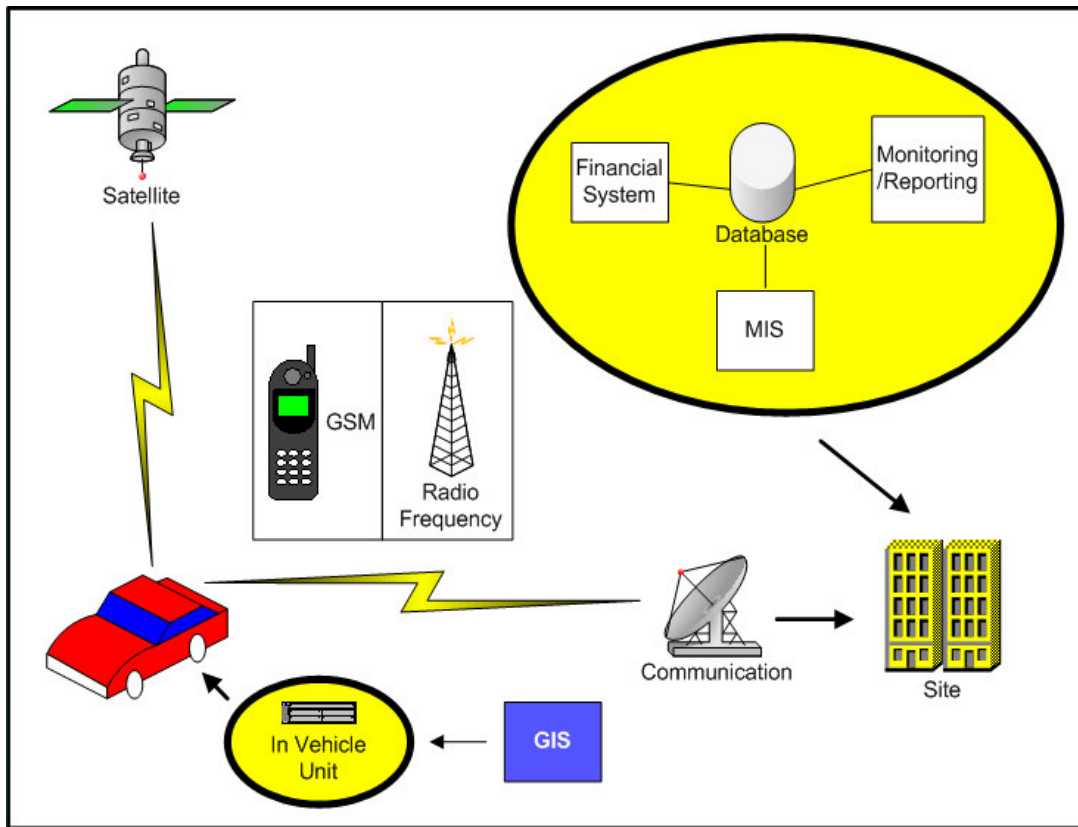 Satellite
Financial
System
Database
Monitoring
/Reporting
MIS
GSM
Radio
Frequency
Communication
Site
In Vehicle
Unit
GIS